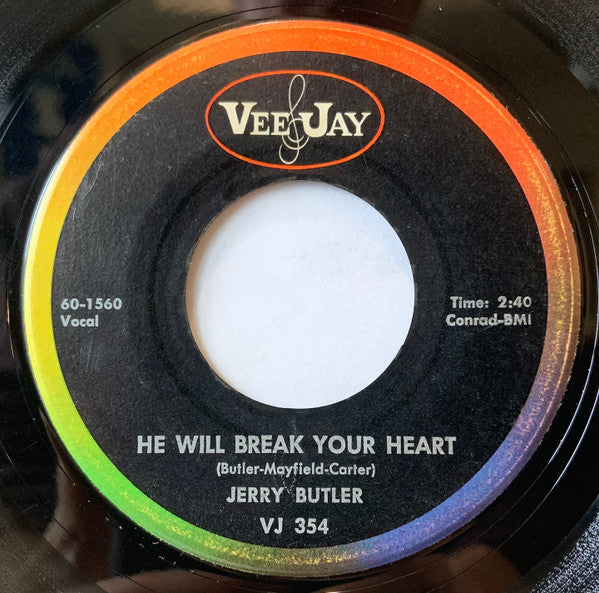 VEE JAY
60-1560
Vocal
Time: 2:40
Conrad-BMI
HE WILL BREAK YOUR HEART
(Butler-Mayfield-Carter)
JERRY BUTLER
VJ 354